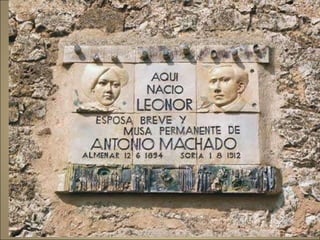 AQUI
NACIO
LEONOR
ESPOSA BREVE Y
MUSA PERMANENTE DE
ANTONIO MACHADO
ALMENAR 12 6 1894 SORIA 1 8 1912